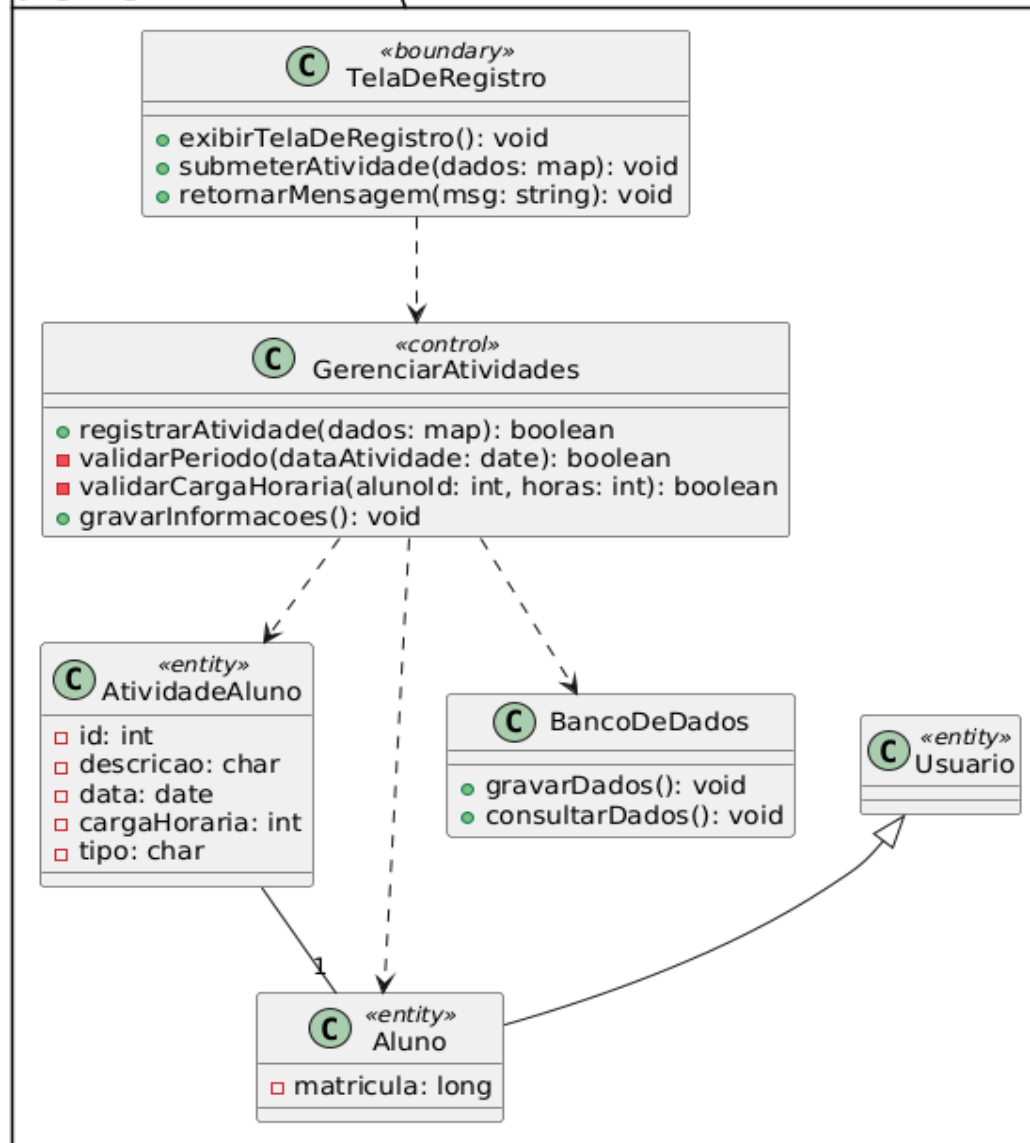 «boundary»
C TelaDeRegistro
exibirTelaDeRegistro(): void
submeterAtividade(dados: map): void
retornarMensagem(msg: string): void
«control»
C GerenciarAtividades
registrarAtividade(dados: map): boolean
validarPeriodo(dataAtividade: date): boolean
validarCargaHoraria(alunoId: int, horas: int): boolean
gravarInformacoes(): void
«entity»
C AtividadeAluno
id: int
descricao: char
data: date
cargaHoraria: int
tipo: char
C BancoDeDados
gravarDados(): void
consultarDados(): void
«entity»
C Usuario
1
«entity»
C Aluno
matricula: long